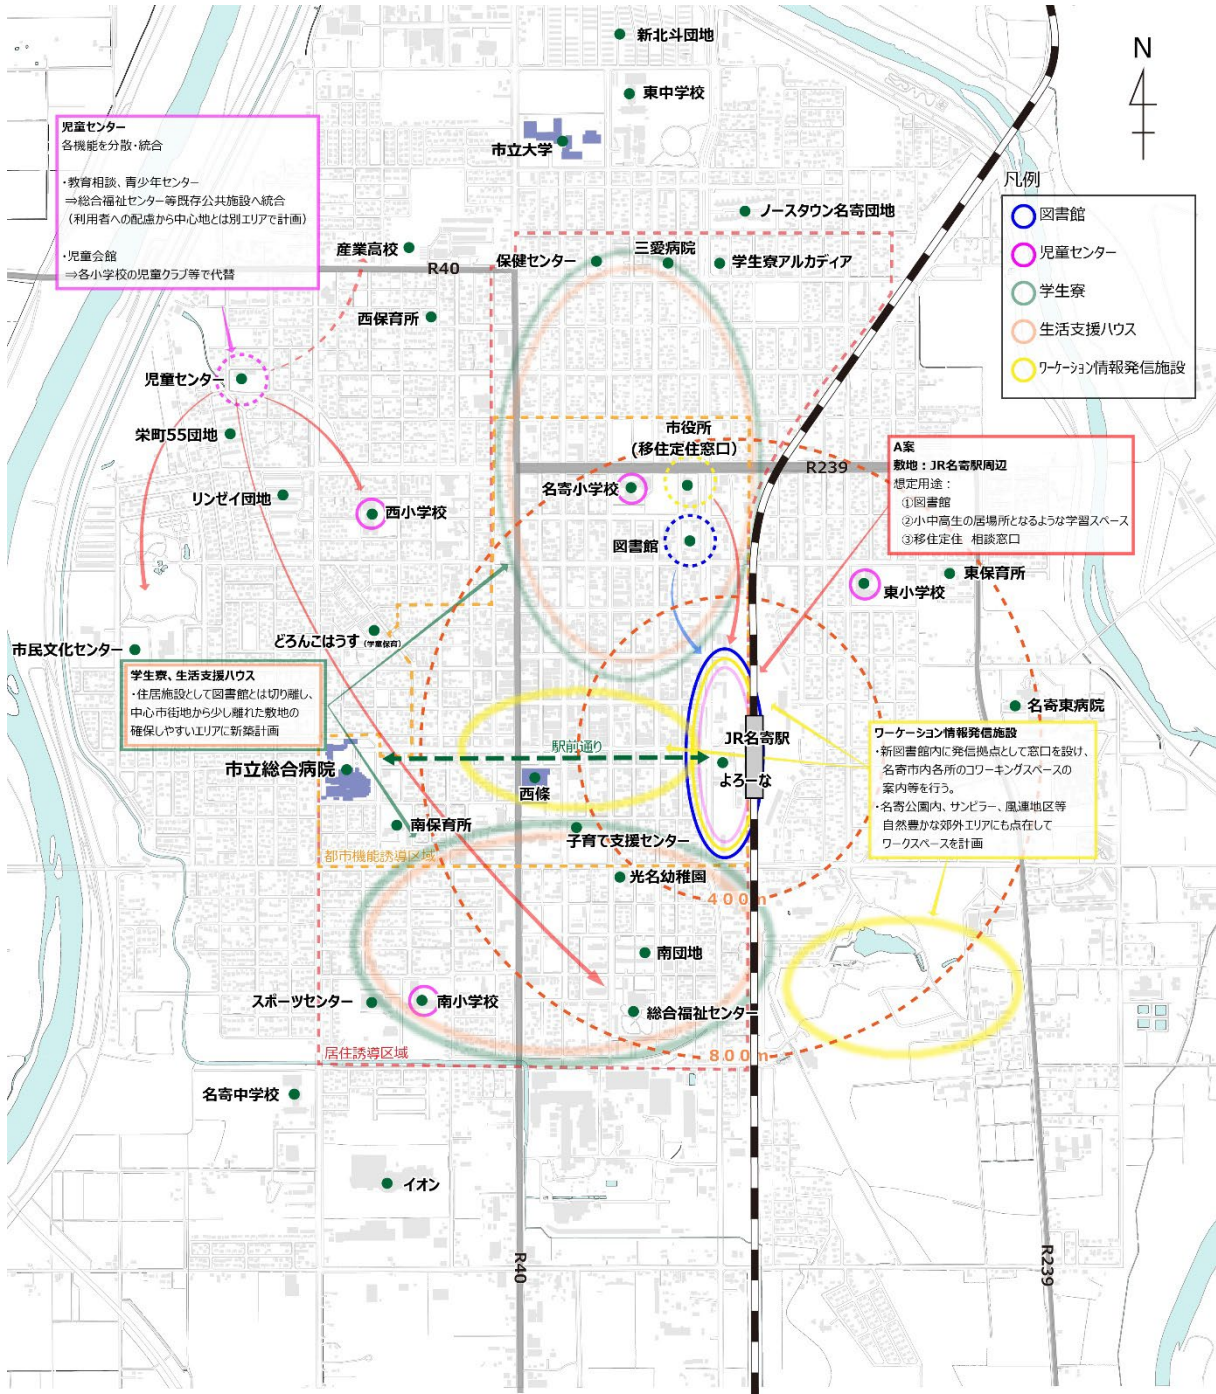 新北斗団地
N
東中学校
児童センター
各機能を分散・統合
・教育相談、青少年センター
⇒総合福祉センター等既存公共施設へ統合
(利用者への配慮から中心地とは別エリアで計画)
・児童会館
⇒各小学校の児童クラブ等で代替
市立大学
凡例
図書館
児童センター
学生寮
生活支援ハウス
ワーケーション情報発信施設
ノースタウン名寄団地
産業高校
R40
保健センター
三愛病院
学生寮アルカディア
西保育所
児童センター
栄町55団地
市役所
(移住定住窓口)
R239
リンゼイ団地
名寄小学校
西小学校
図書館
A案
敷地：JR名寄駅周辺
想定用途：
①図書館
②小中高生の居場所となるような学習スペース
③移住定住 相談窓口
東保育所
東小学校
どろんこはうす(学童保育)
市民文化センター
学生寮、生活支援ハウス
・住居施設として図書館とは切り離し、
中心市街地から少し離れた敷地の
確保しやすいエリアに新築計画
名寄東病院
JR名寄駅
駅前通り
ワーケーション情報発信施設
・新図書館内に発信拠点として窓口を設け、
名寄市内各所のコワーキングスペースの
案内等を行う。
・名寄公園内、サンピラー、風連地区等
自然豊かな郊外エリアにも点在して
ワークスペースを計画
市立総合病院
よろーな
西條
南保育所
子育て支援センター
都市機能誘導区域
光名幼稚園
400m
南団地
スポーツセンター
南小学校
総合福祉センター
居住誘導区域
800m
名寄中学校
イオン
R40
R239